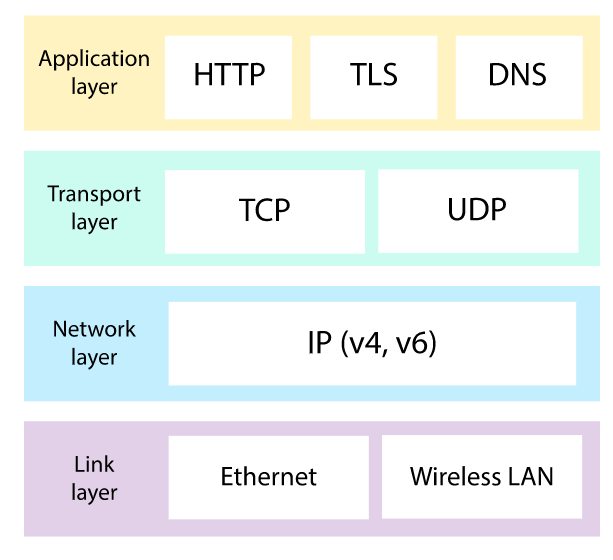 Application
layer
HTTP
TLS
DNS
Transport
layer
TCP
UDP
Network
layer
IP (v4, v6)
Link
layer
Ethernet
Wireless LAN